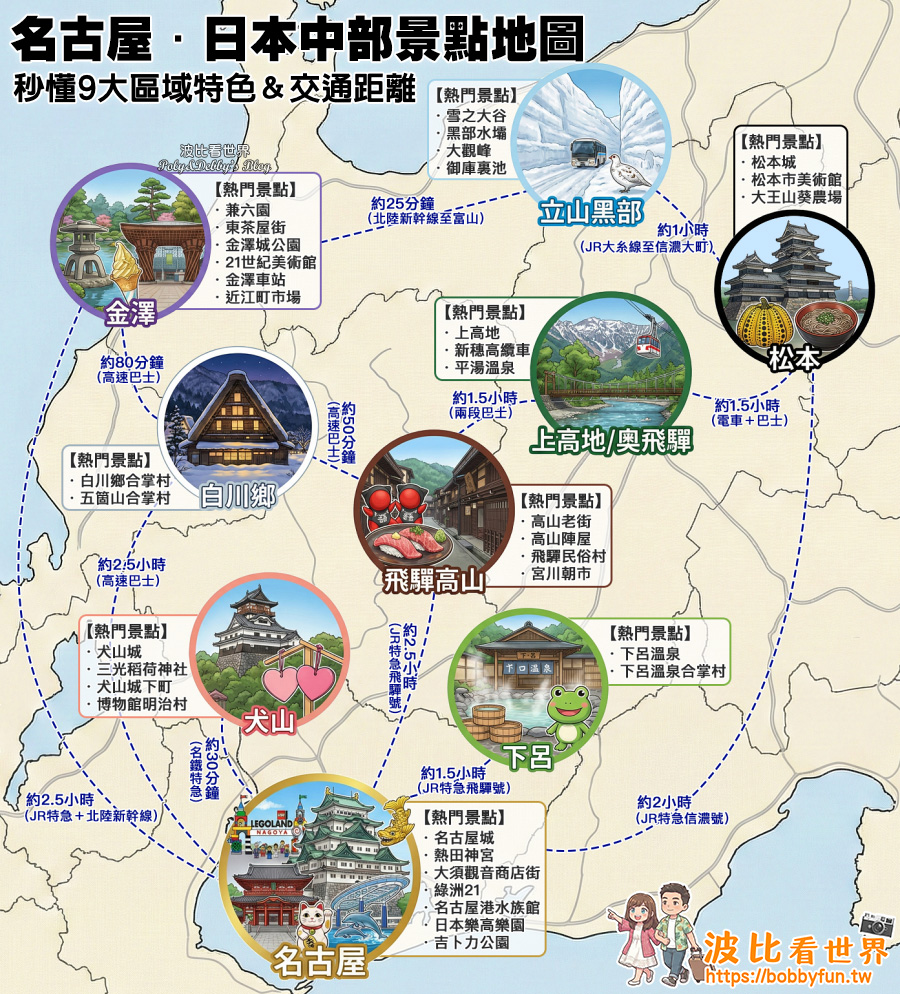 名古屋．日本中部景點地圖
秒懂9大區域特色＆交通距離
波比看世界
Poby&Debby's Blog
【熱門景點】
· 雪之大谷
· 黑部水壩
· 大觀峰
· 御庫裏池
立山黑部
【熱門景點】
· 松本城
· 松本市美術館
· 大王山葵農場
松本
【熱門景點】
· 兼六園
· 東茶屋街
· 金澤城公園
· 21世紀美術館
· 金澤車站
· 近江町市場
金澤
約25分鐘
(北陸新幹線至富山)
約1小時
(JR大糸線至信濃大町)
【熱門景點】
· 上高地
· 新穗高纜車
· 平湯溫泉
上高地/奧飛驒
約80分鐘
(高速巴士)
約50分鐘
(高速巴士)
約1.5小時
(兩段巴士)
約1.5小時
(電車＋巴士)
【熱門景點】
· 白川鄉合掌村
· 五箇山合掌村
白川鄉
【熱門景點】
· 高山老街
· 高山陣屋
· 飛驒民俗村
· 宮川朝市
飛驒高山
約2.5小時
(高速巴士)
【熱門景點】
· 犬山城
· 三光稻荷神社
· 犬山城下町
· 博物館明治村
犬山
約2.5小時
(JR特急飛驒號)
【熱門景點】
· 下呂溫泉
· 下呂溫泉合掌村
下呂
下口温泉
約30分鐘
(名鐵特急)
約1.5小時
(JR特急飛驒號)
約2.5小時
(JR特急＋北陸新幹線)
約2小時
(JR特急信濃號)
LEGOLAND
NAGOYA
【熱門景點】
· 名古屋城
· 熱田神宮
· 大須觀音商店街
· 綠洲21
· 名古屋港水族館
· 日本樂高樂園
· 吉卜力公園
名古屋
波比看世界
https://bobbyfun.tw